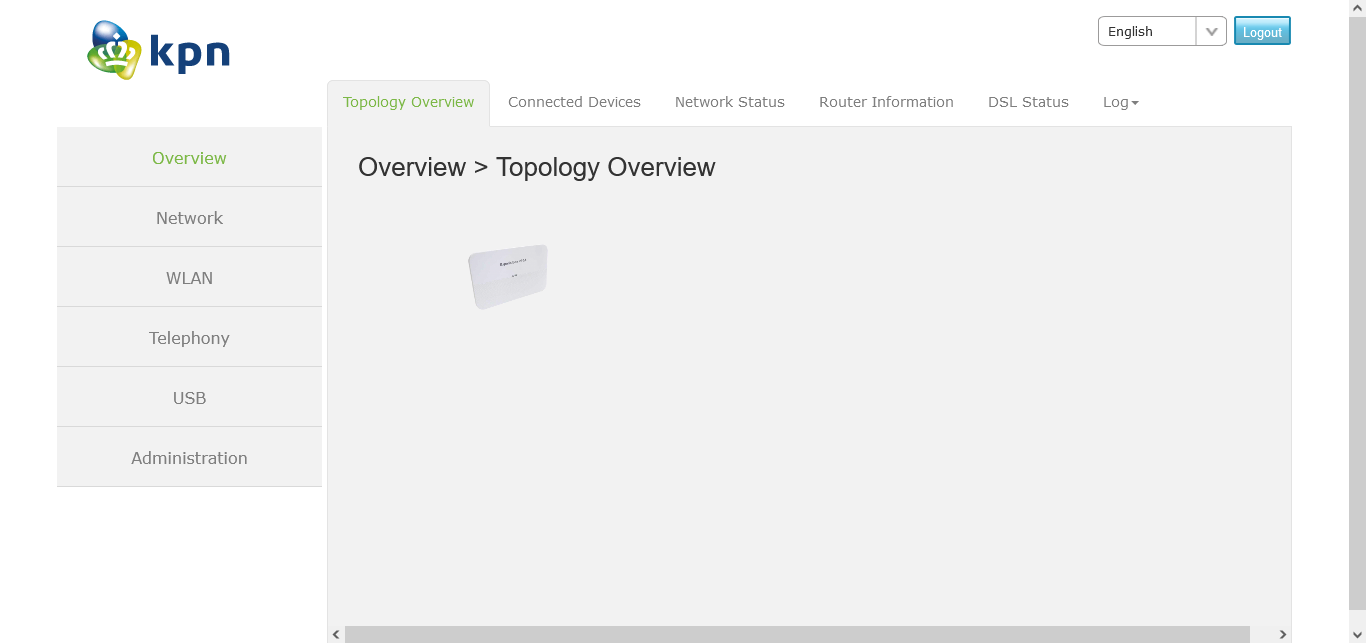 kpn
English
Logout
Topology Overview
Connected Devices
Network Status
Router Information
DSL Status
Log
Overview
Network
WLAN
Telephony
USB
Administration
Overview > Topology Overview